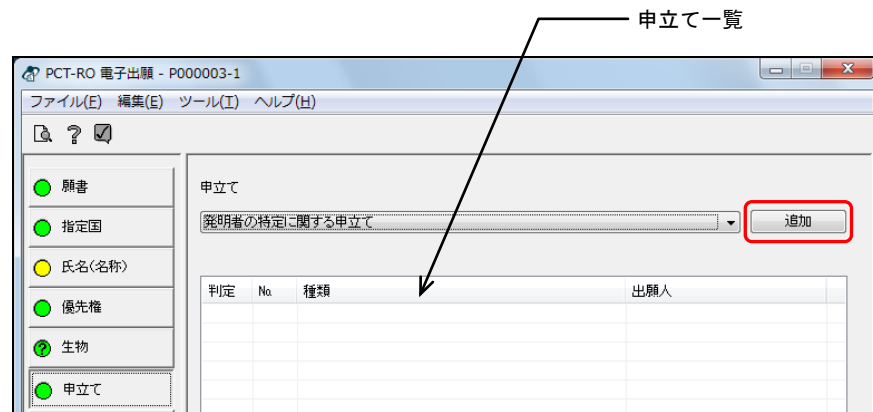 申立て一覧
PCT-RO 電子出願 - P000003-1
ファイル(F) 編集(E) ツール(T) ヘルプ(H)
願書
指定国
氏名(名称)
優先権
生物
申立て
申立て
発明者の特定に関する申立て
追加
判定 No. 種類 出願人